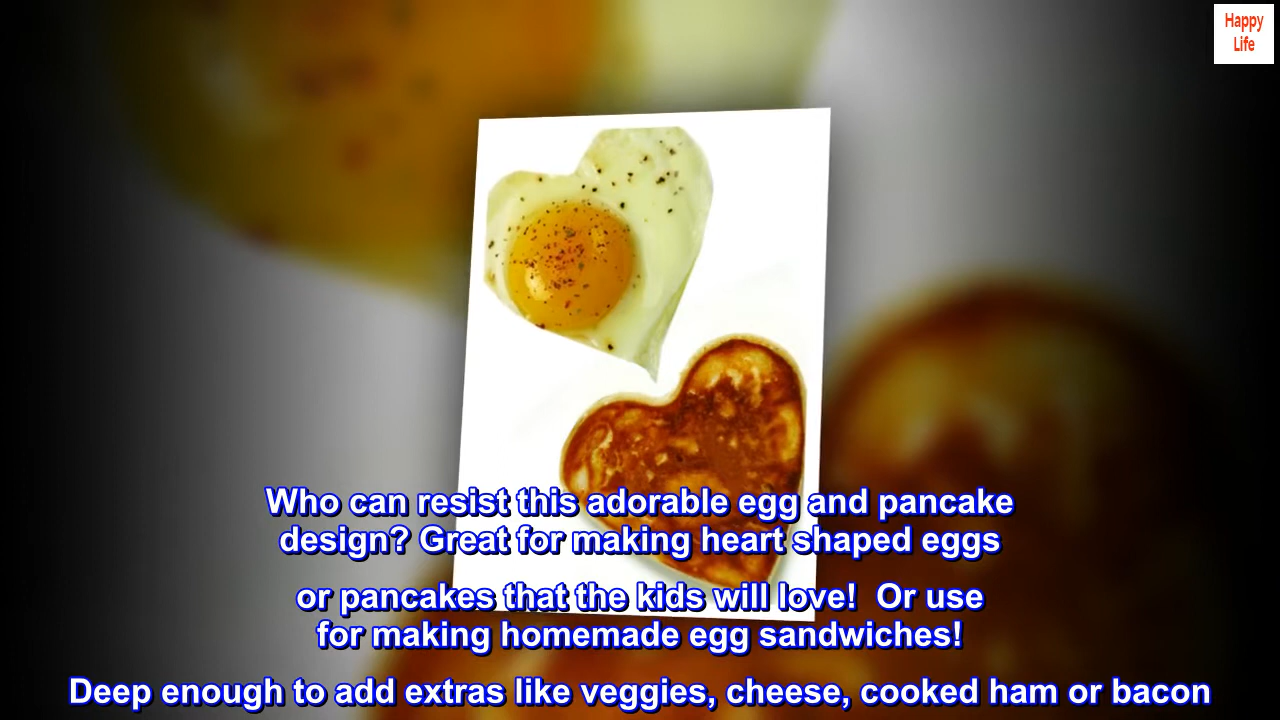 Happy
Life
Who can resist this adorable egg and pancake
design? Great for making heart shaped eggs
or pancakes that the kids will love!  Or use
for making homemade egg sandwiches!
Deep enough to add extras like veggies, cheese, cooked ham or bacon